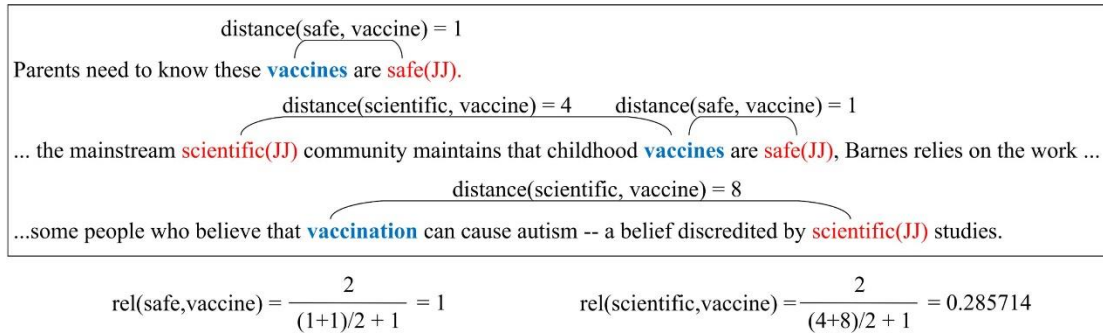 distance(safe, vaccine) = 1
Parents need to know these vaccines are safe(JJ).
distance(scientific, vaccine) = 4 distance(safe, vaccine) = 1
... the mainstream scientific(JJ) community maintains that childhood vaccines are safe(JJ), Barnes relies on the work ...
distance(scientific, vaccine) = 8
...some people who believe that vaccination can cause autism -- a belief discredited by scientific(JJ) studies.
rel(safe,vaccine) = 2 / (1+1)/2 + 1 = 1
rel(scientific,vaccine) = 2 / (4+8)/2 + 1 = 0.285714